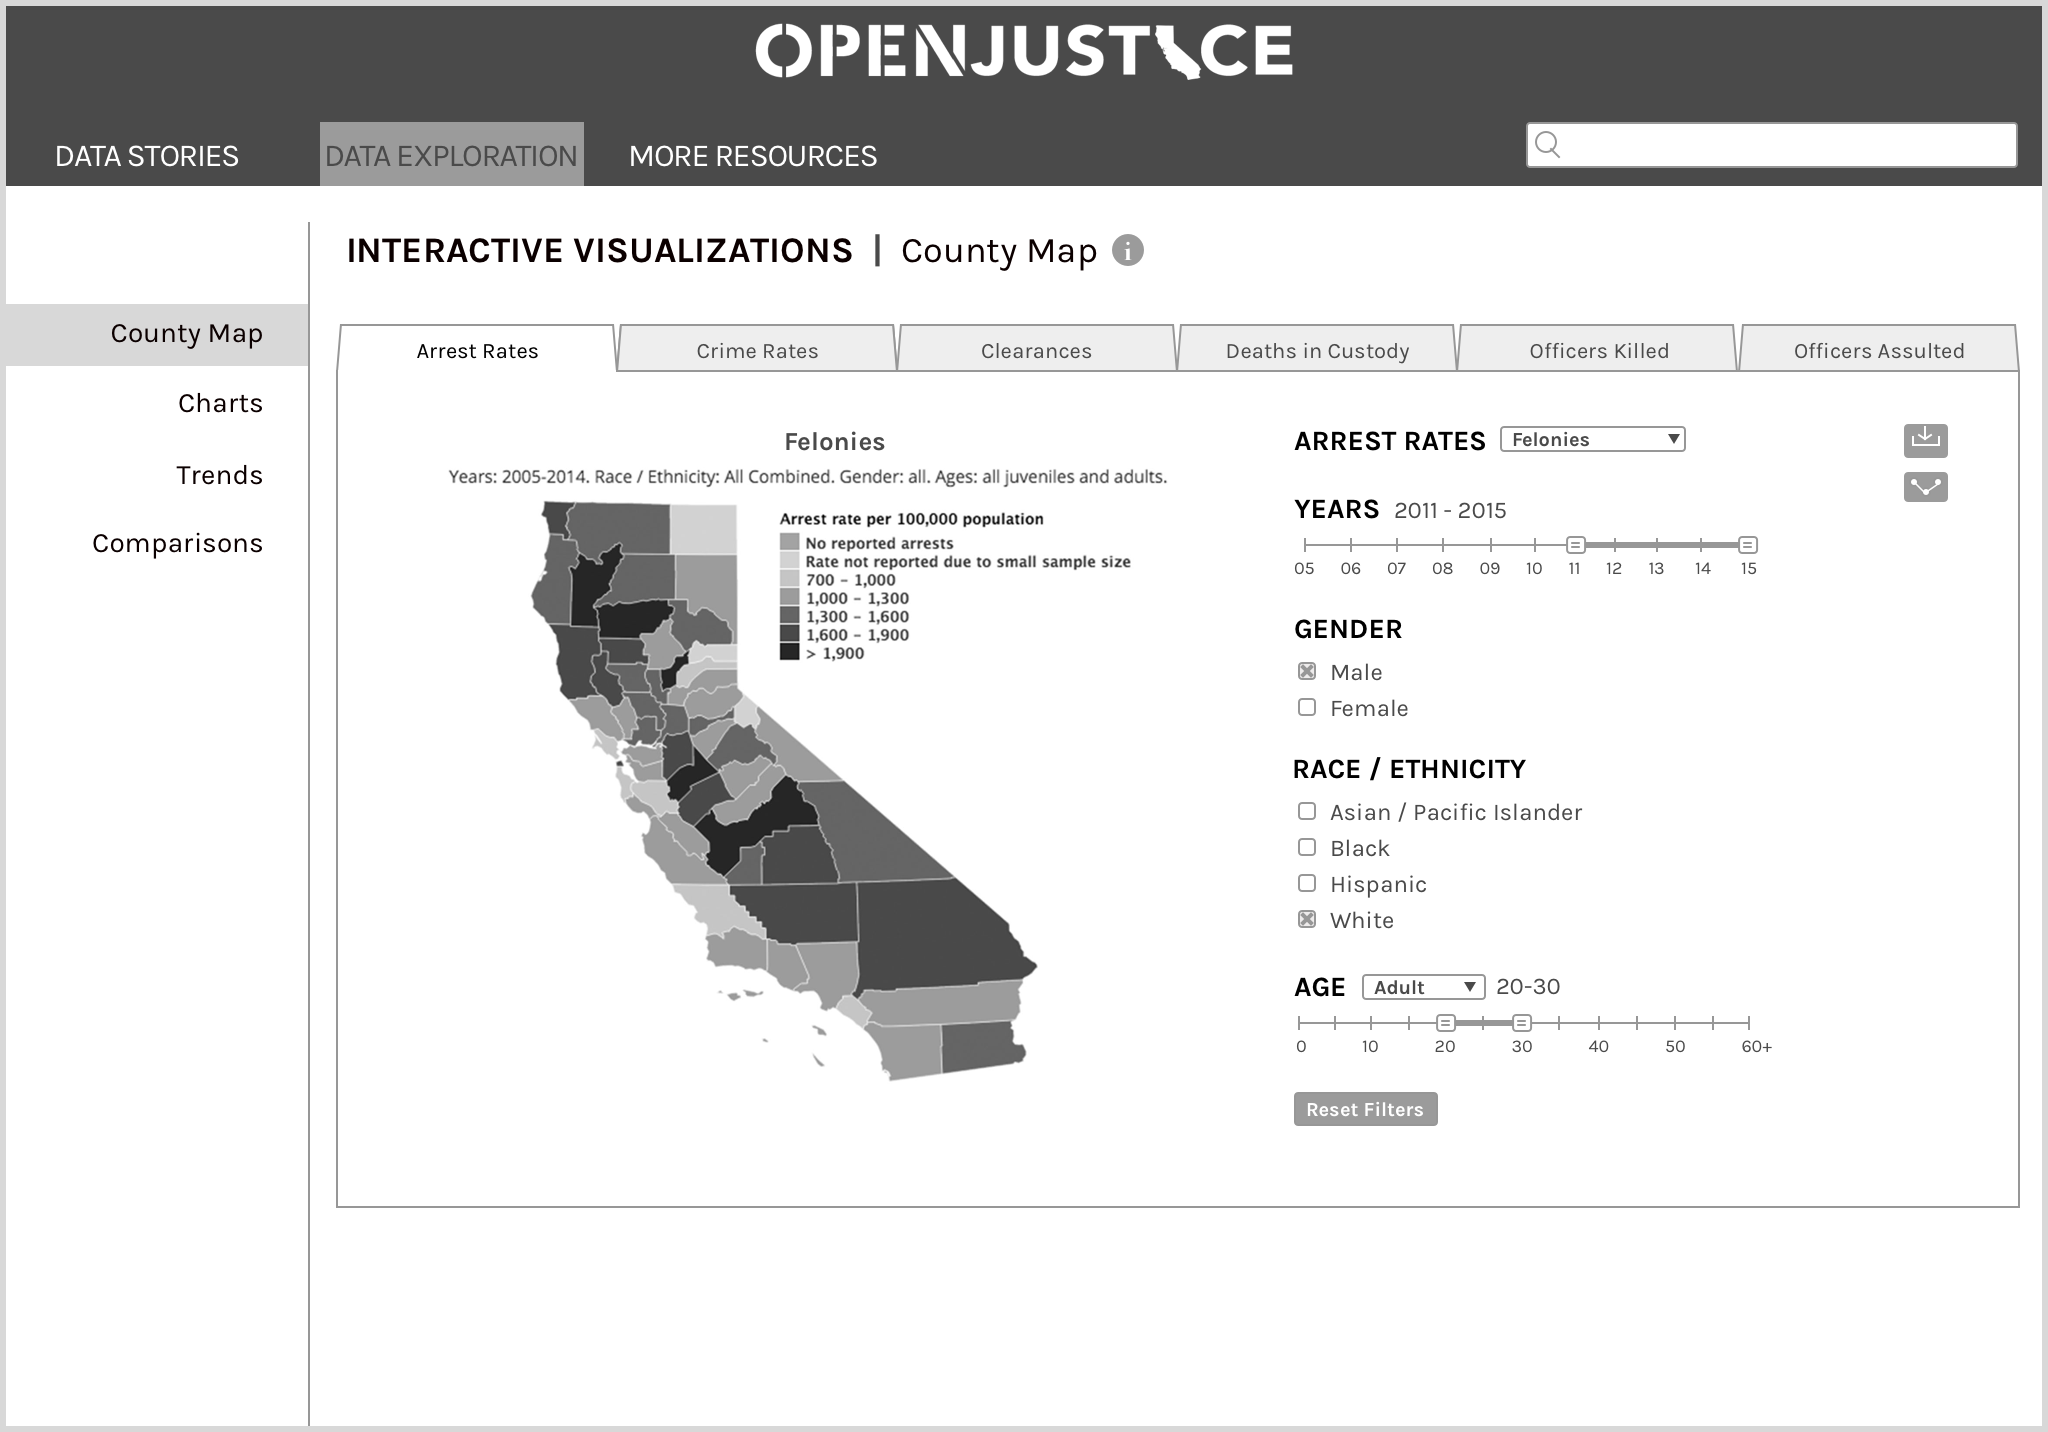 OPENJUSTICE
DATA STORIES
DATA EXPLORATION
MORE RESOURCES
INTERACTIVE VISUALIZATIONS | County Map i
County Map
Charts
Trends
Comparisons
Arrest Rates
Crime Rates
Clearances
Deaths in Custody
Officers Killed
Officers Assulted
Felonies
Years: 2005-2014. Race / Ethnicity: All Combined. Gender: all. Ages: all juveniles and adults.
Arrest rate per 100,000 population
No reported arrests
Rate not reported due to small sample size
700 – 1,000
1,000 – 1,300
1,300 – 1,600
1,600 – 1,900
> 1,900
ARREST RATES Felonies
YEARS 2011 - 2015
05 06 07 08 09 10 11 12 13 14 15
GENDER
Male
Female
RACE / ETHNICITY
Asian / Pacific Islander
Black
Hispanic
White
AGE Adult 20-30
0 10 20 30 40 50 60+
Reset Filters